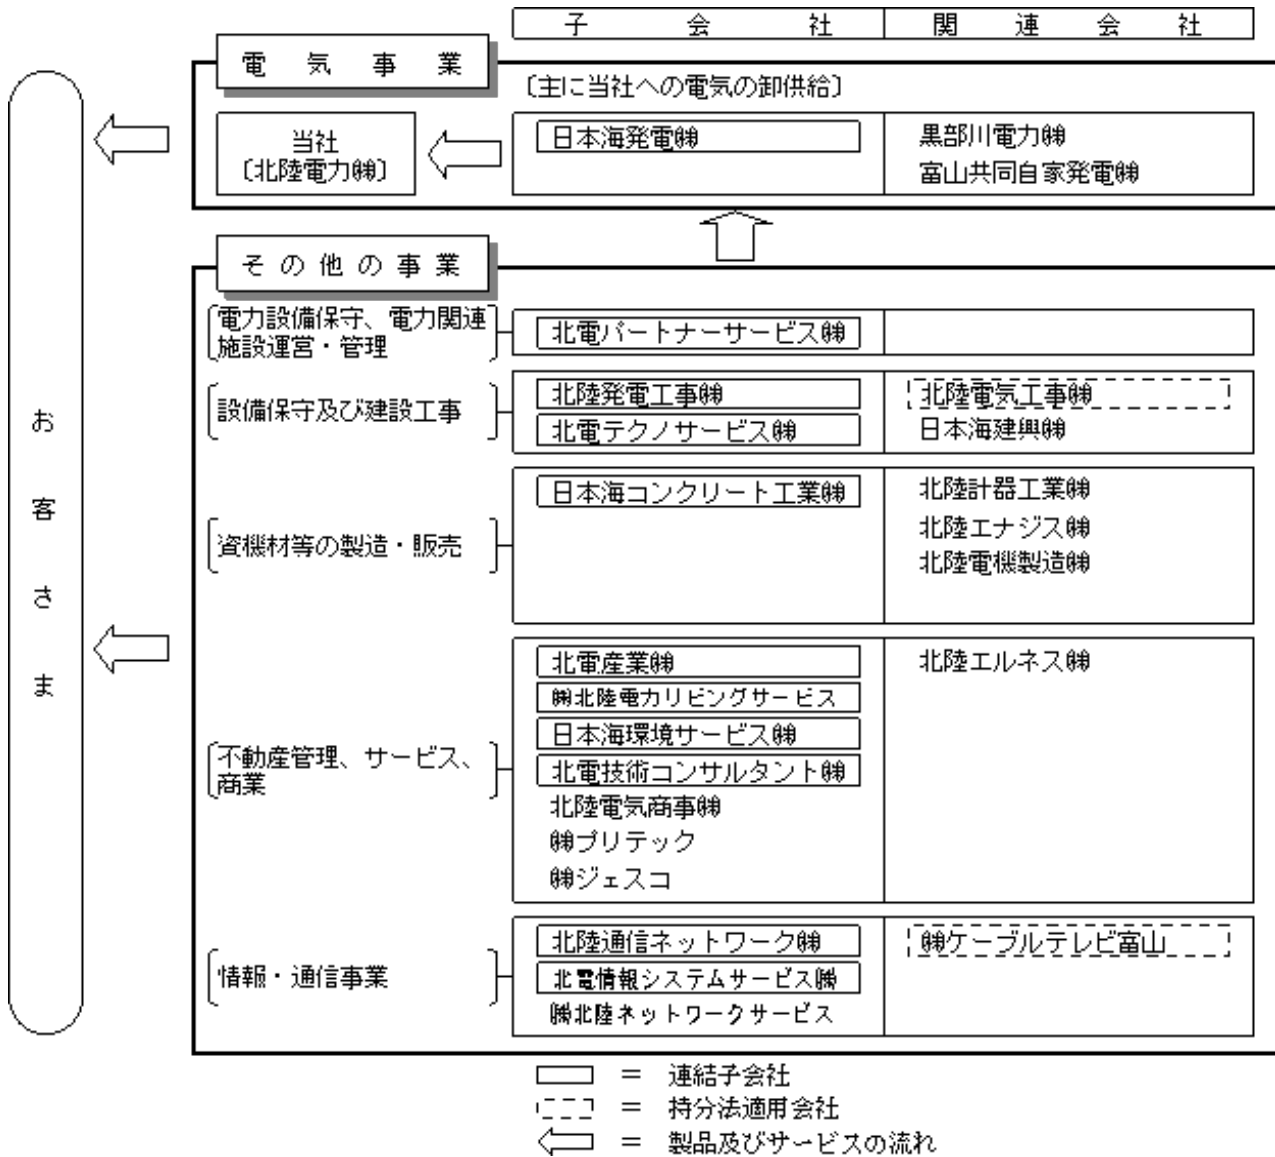 子会社 関連会社
電気事業
〔主に当社への電気の卸供給〕
当社
〔北陸電力㈱〕
日本海発電㈱
黒部川電力㈱
富山共同自家発電㈱
その他の事業
電力設備保守、電力関連
施設運営・管理
北電パートナーサービス㈱
設備保守及び建設工事
北陸発電工事㈱
北電テクノサービス㈱
北陸電気工事㈱
日本海建興㈱
資機材等の製造・販売
日本海コンクリート工業㈱
北陸計器工業㈱
北陸エナジス㈱
北陸電機製造㈱
不動産管理、サービス、
商業
北電産業㈱
㈱北陸電力リビングサービス
日本海環境サービス㈱
北電技術コンサルタント㈱
北陸電気商事㈱
㈱プリテック
㈱ジェスコ
北陸エルネス㈱
情報・通信事業
北陸通信ネットワーク㈱
北電情報システムサービス㈱
㈱北陸ネットワークサービス
㈱ケーブルテレビ富山
お客さま
＝ 連結子会社
＝ 持分法適用会社
＝ 製品及びサービスの流れ